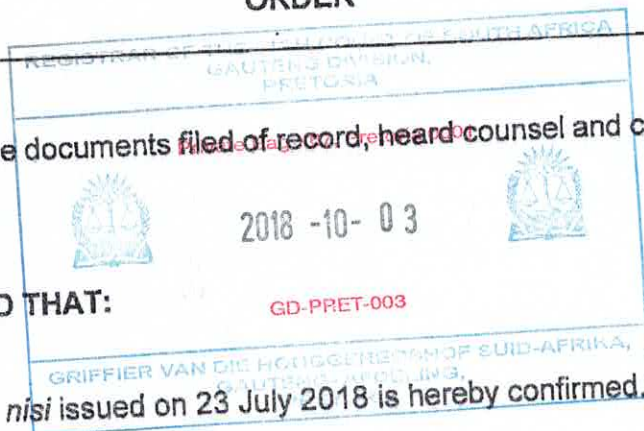 ORDER
REGISTRAR OF THE HIGH COURT OF SOUTH AFRICA
GAUTENG DIVISION,
PRETORIA
e documents filed of record, heard counsel and c
2018 -10- 03
D THAT:
GD-PRET-003
GRIFFIER VAN DIE HOOGGEREGSHOF SUID-AFRIKA,
GAUTENG AFDELING,
nisi issued on 23 July 2018 is hereby confirmed.